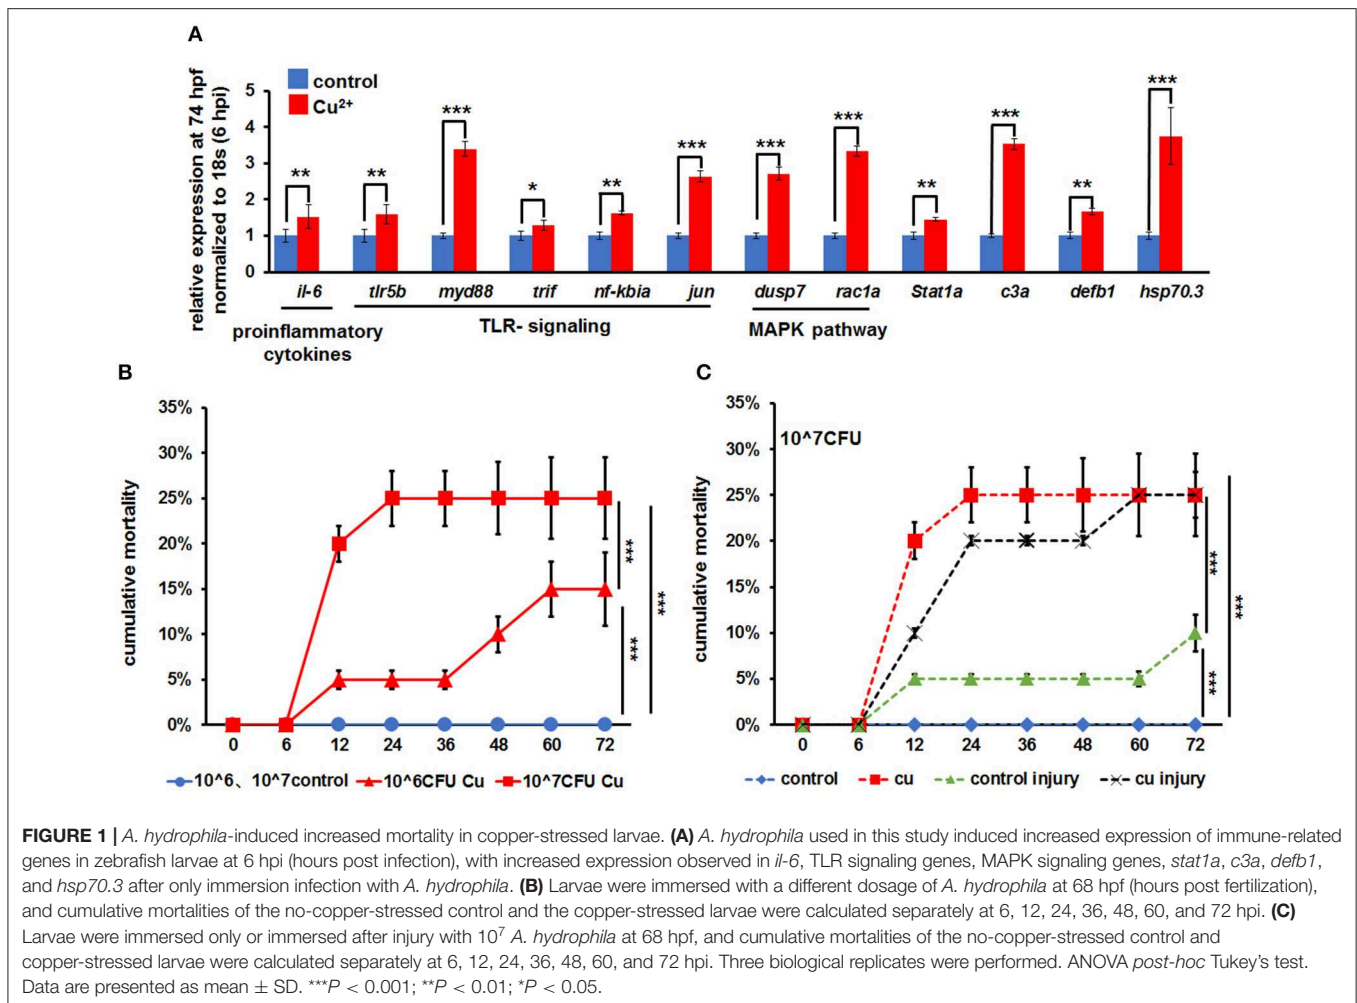 A
relative expression at 74 hpf
normalized to 18s (6 hpi)
control
Cu²⁺
5
4
3
2
1
0
** ** *** * ** *** *** *** ** *** ** ***
il-6 tlr5b myd88 trif nf-kbia jun dusp7 rac1a Stat1a c3a defb1 hsp70.3
proinflammatory
cytokines
TLR- signaling
MAPK pathway
B
cumulative mortality
35%
30%
25%
20%
15%
10%
5%
0%
0 6 12 24 36 48 60 72
***
***
***
10^6、10^7control 10^6CFU Cu 10^7CFU Cu
C
cumulative mortality
10^7CFU
35%
30%
25%
20%
15%
10%
5%
0%
0 6 12 24 36 48 60 72
***
***
***
control cu control injury cu injury
FIGURE 1 | A. hydrophila-induced increased mortality in copper-stressed larvae. (A) A. hydrophila used in this study induced increased expression of immune-related
genes in zebrafish larvae at 6 hpi (hours post infection), with increased expression observed in il-6, TLR signaling genes, MAPK signaling genes, stat1a, c3a, defb1,
and hsp70.3 after only immersion infection with A. hydrophila. (B) Larvae were immersed with a different dosage of A. hydrophila at 68 hpf (hours post fertilization),
and cumulative mortalities of the no-copper-stressed control and the copper-stressed larvae were calculated separately at 6, 12, 24, 36, 48, 60, and 72 hpi. (C)
Larvae were immersed only or immersed after injury with 10⁷ A. hydrophila at 68 hpf, and cumulative mortalities of the no-copper-stressed control and
copper-stressed larvae were calculated separately at 6, 12, 24, 36, 48, 60, and 72 hpi. Three biological replicates were performed. ANOVA post-hoc Tukey's test.
Data are presented as mean ± SD. ***P < 0.001; **P < 0.01; *P < 0.05.